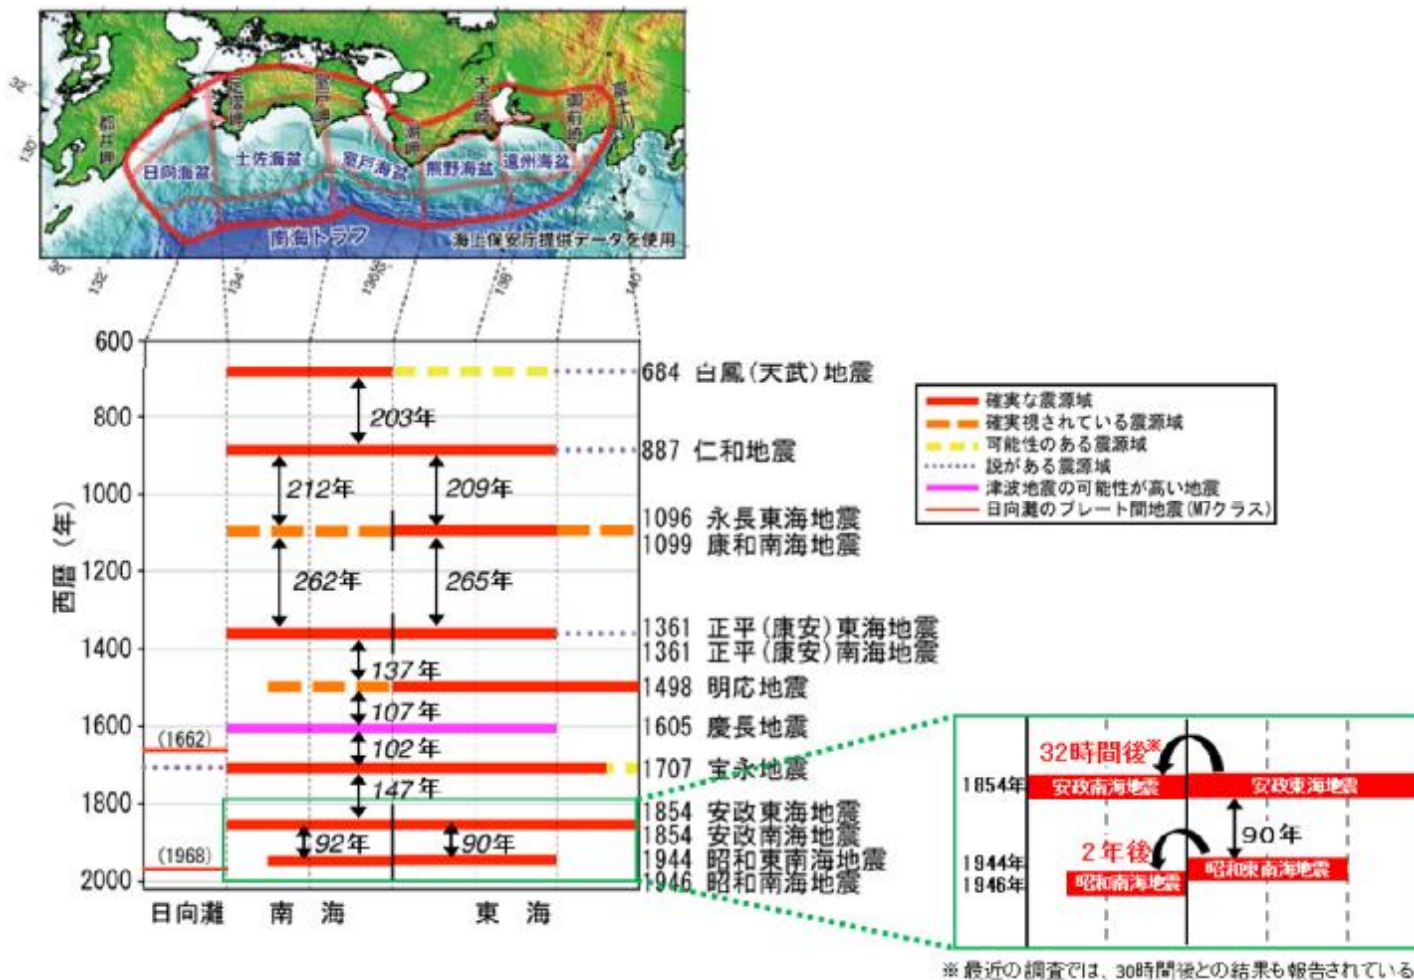 都井岬
足摺岬
室戸岬
潮岬
大王崎
御前崎
富士川
日向海盆
土佐海盆
室戸海盆
熊野海盆
遠州海盆
南海トラフ
海上保安庁提供データを使用
32°
130°
30°
132°
134°
136°
138°
140°
西暦(年)
600
800
1000
1200
1400
1600
1800
2000
203年
212年
209年
262年
265年
137年
107年
102年
147年
92年
90年
(1662)
(1968)
日向灘
南 海
東 海
684 白鳳(天武)地震
887 仁和地震
1096 永長東海地震
1099 康和南海地震
1361 正平(康安)東海地震
1361 正平(康安)南海地震
1498 明応地震
1605 慶長地震
1707 宝永地震
1854 安政東海地震
1854 安政南海地震
1944 昭和東南海地震
1946 昭和南海地震
確実な震源域
確実視されている震源域
可能性のある震源域
説がある震源域
津波地震の可能性が高い地震
日向灘のプレート間地震(M7クラス)
32時間後※
1854年
安政南海地震
安政東海地震
90年
2年後
1944年
昭和東南海地震
1946年
昭和南海地震
※最近の調査では、30時間後との結果も報告されている